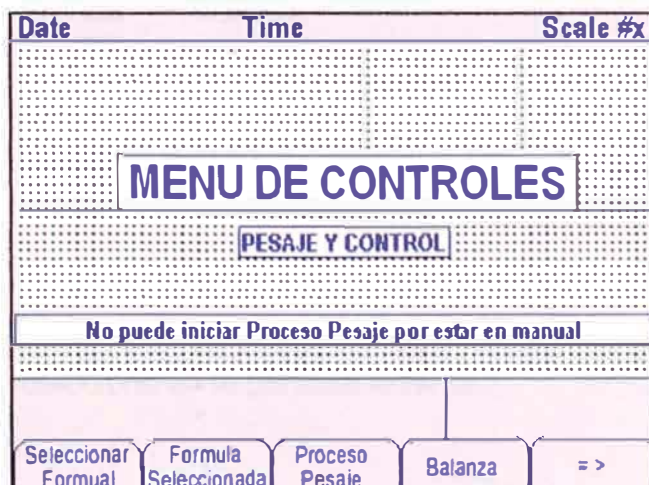 Date Time Scale #x
MENU DE CONTROLES
PESAJE Y CONTROL
No puede iniciar Proceso Pesaje por estar en manual
Seleccionar Formula Proceso Balanza = >
Formual Seleccionada Pesaje